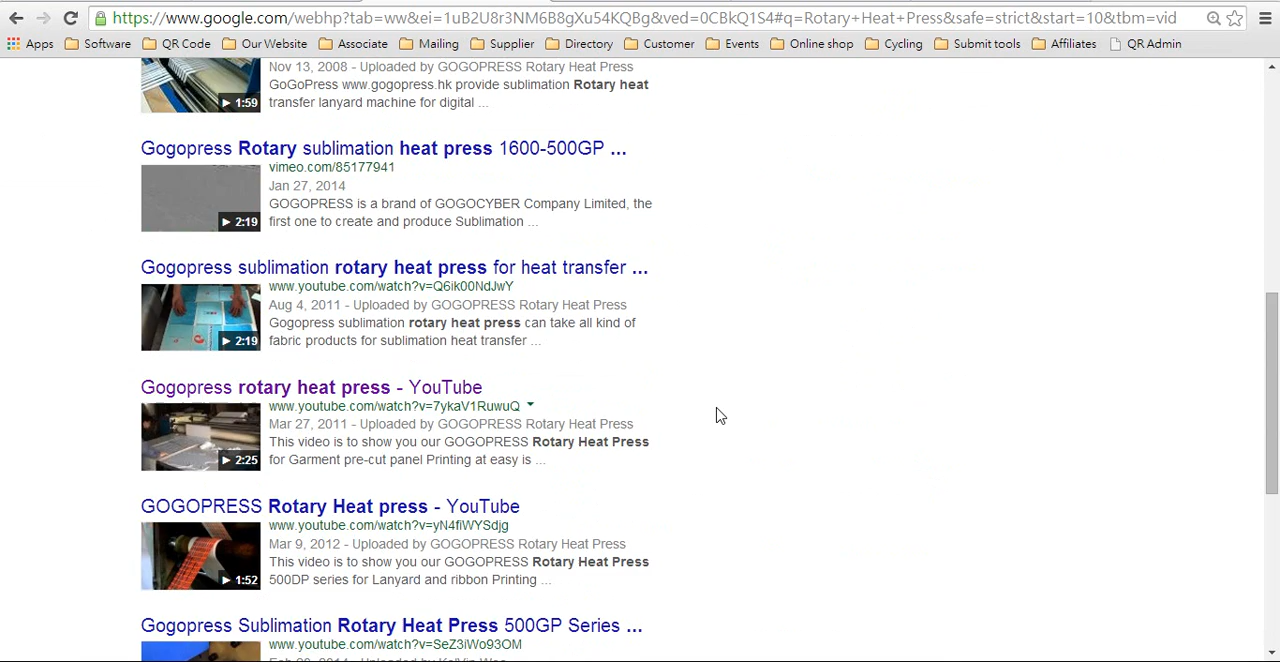 https://www.google.com/webhp?tab=ww&ei=1uB2U8r3NM6B8gXu54KQBg&ved=0CBkQ1S4#q=Rotary+Heat+Press&safe=strict&start=10&tbm=vid
Apps Software QR Code Our Website Associate Mailing Supplier Directory Customer Events Online shop Cycling Submit tools Affiliates QR Admin
Nov 13, 2008 - Uploaded by GOGOPRESS Rotary Heat Press
GoGoPress www.gogopress.hk provide sublimation Rotary heat
1:59
transfer lanyard machine for digital ...
Gogopress Rotary sublimation heat press 1600-500GP ...
vimeo.com/85177941
Jan 27, 2014
GOGOPRESS is a brand of GOGOCYBER Company Limited, the
2:19
first one to create and produce Sublimation ...
Gogopress sublimation rotary heat press for heat transfer ...
www.youtube.com/watch?v=Q6ik00NdJwY
Aug 4, 2011 - Uploaded by GOGOPRESS Rotary Heat Press
Gogopress sublimation rotary heat press can take all kind of
2:19
fabric products for sublimation heat transfer ...
Gogopress rotary heat press - YouTube
www.youtube.com/watch?v=7ykaV1RuwuQ
Mar 27, 2011 - Uploaded by GOGOPRESS Rotary Heat Press
This video is to show you our GOGOPRESS Rotary Heat Press
2:25
for Garment pre-cut panel Printing at easy is ...
GOGOPRESS Rotary Heat press - YouTube
www.youtube.com/watch?v=yN4fiWYSdjg
Mar 9, 2012 - Uploaded by GOGOPRESS Rotary Heat Press
This video is to show you our GOGOPRESS Rotary Heat Press
1:52
500DP series for Lanyard and ribbon Printing ...
Gogopress Sublimation Rotary Heat Press 500GP Series ...
www.youtube.com/watch?v=SeZ3iWo93OM